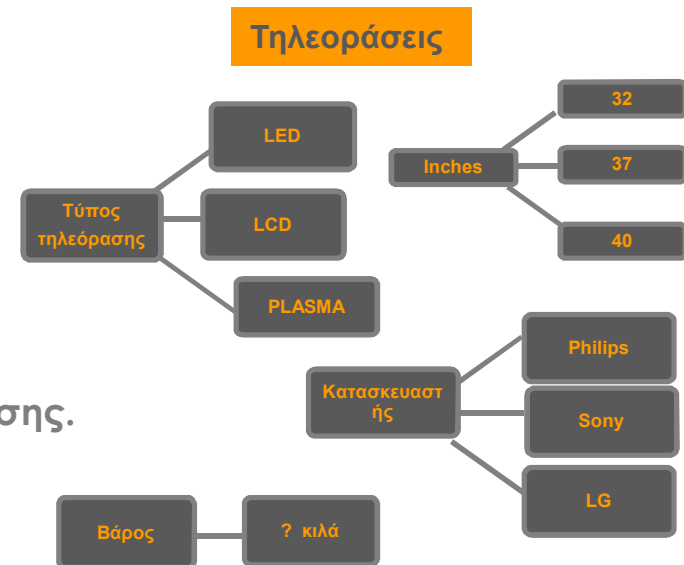 Τηλεοράσεις
Τύπος
τηλεόρασης
LED
LCD
PLASMA
Inches
32
37
40
Κατασκευαστ
ής
Philips
Sony
LG
σης.
Βάρος
? κιλά